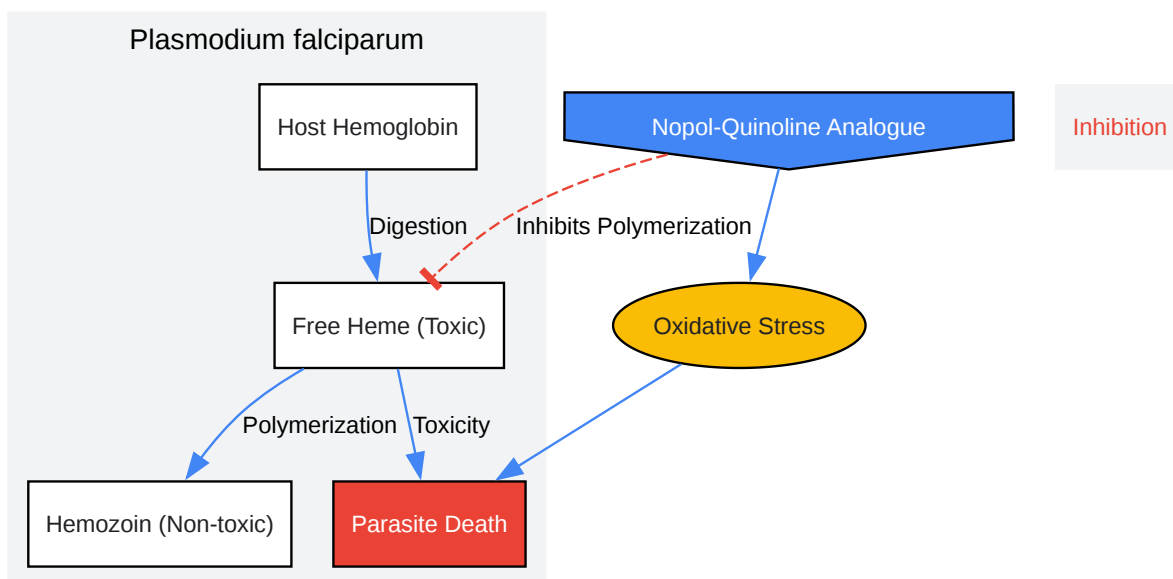 Plasmodium falciparum
Host Hemoglobin
Nopol-Quinoline Analogue
Inhibition
Digestion
Inhibits Polymerization
Free Heme (Toxic)
Oxidative Stress
Polymerization
Toxicity
Hemozoin (Non-toxic)
Parasite Death